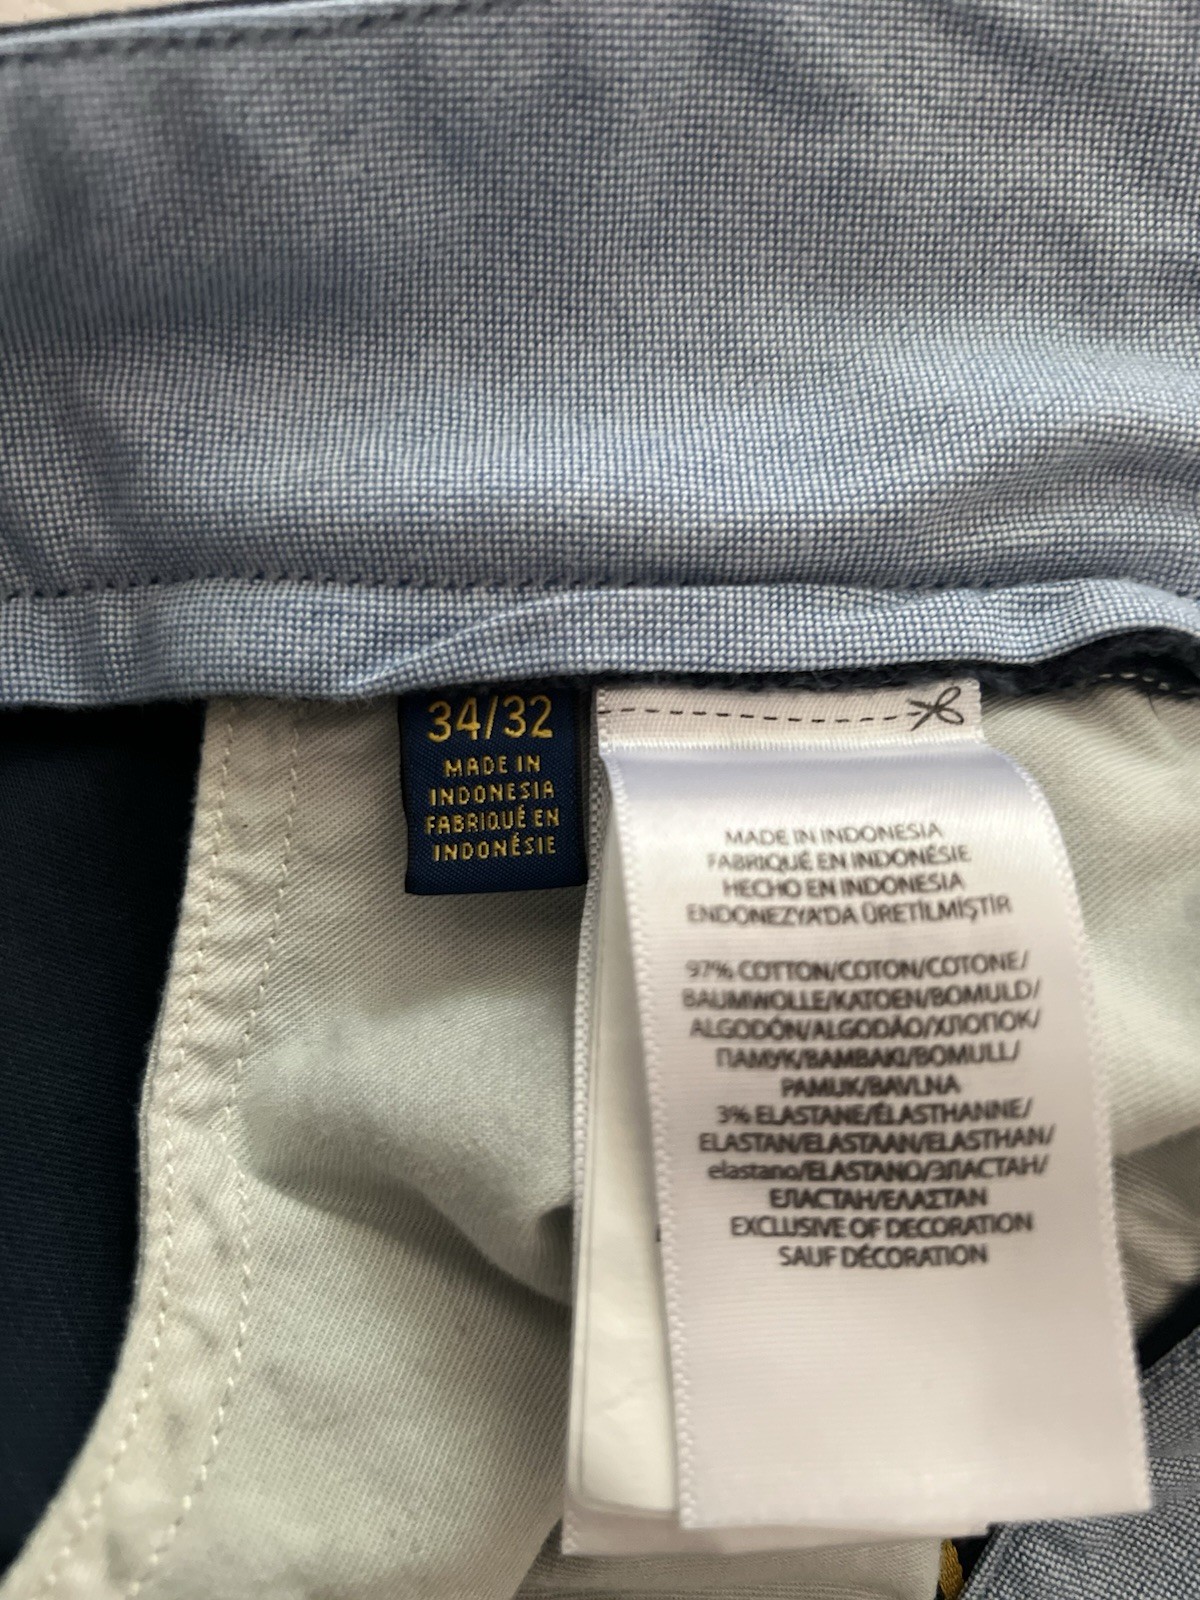 34/32
MADE IN
INDONESIA
FABRIQUÉ EN
INDONÉSIE
MADE IN INDONESIA
FABRIQUÉ EN INDONÉSIE
HECHO EN INDONESIA
ENDONEZYA'DA ÜRETİLMİŞTİR
97% COTTON/COTON/COTONE/
BAUMWOLLE/KATOEN/BOMULD/
ALGODÓN/ALGODÃO/ХЛОПОК/
ПАМУК/BAMBAKI/BOMULL/
PAMUK/BAVLNA
3% ELASTANE/ÉLASTHANNE/
ELASTAN/ELASTAAN/ELASTHAN/
elastano/ELASTANO/ЭЛАСТАН/
ЕЛАСТАН/ΕΛΑΣΤΑΝ
EXCLUSIVE OF DECORATION
SAUF DÉCORATION